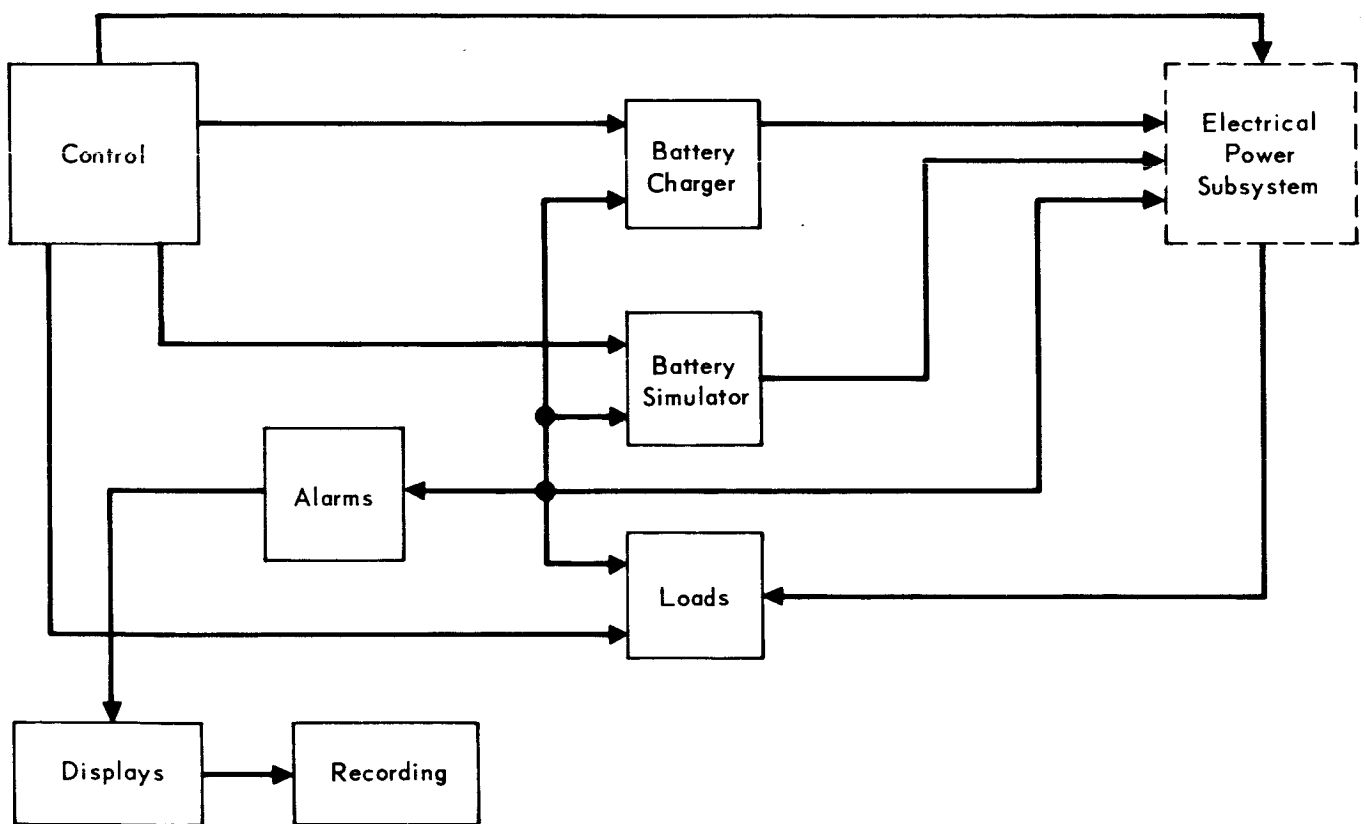 Control
Battery
Charger
Electrical
Power
Subsystem
Battery
Simulator
Alarms
Loads
Displays
Recording